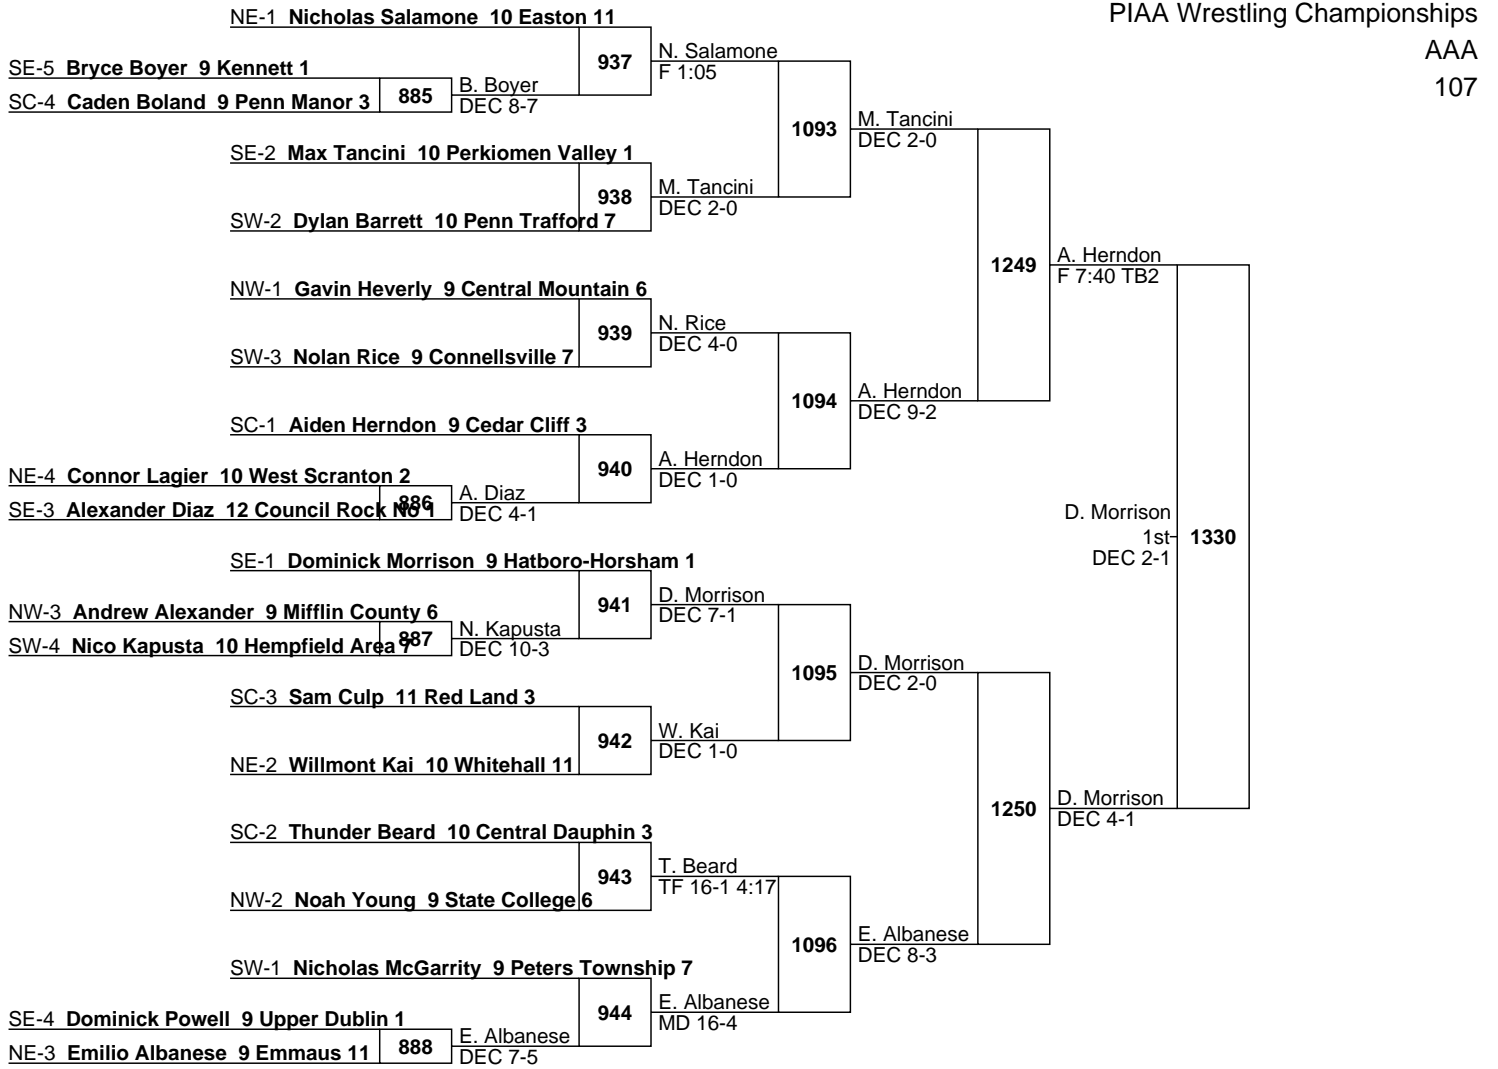 PIAA Wrestling Championships
AAA
107
NE-1 Nicholas Salamone 10 Easton 11
937
N. Salamone
F 1:05
SE-5 Bryce Boyer 9 Kennett 1
SC-4 Caden Boland 9 Penn Manor 3
885
B. Boyer
DEC 8-7
1093
M. Tancini
DEC 2-0
SE-2 Max Tancini 10 Perkiomen Valley 1
938
M. Tancini
DEC 2-0
SW-2 Dylan Barrett 10 Penn Trafford 7
1249
A. Herndon
F 7:40 TB2
NW-1 Gavin Heverly 9 Central Mountain 6
939
N. Rice
DEC 4-0
SW-3 Nolan Rice 9 Connellsville 7
1094
A. Herndon
DEC 9-2
SC-1 Aiden Herndon 9 Cedar Cliff 3
940
A. Herndon
DEC 1-0
NE-4 Connor Lagier 10 West Scranton 2
SE-3 Alexander Diaz 12 Council Rock No 1
886
A. Diaz
DEC 4-1
D. Morrison
1st
DEC 2-1
1330
SE-1 Dominick Morrison 9 Hatboro-Horsham 1
941
D. Morrison
DEC 7-1
NW-3 Andrew Alexander 9 Mifflin County 6
SW-4 Nico Kapusta 10 Hempfield Area 7
887
N. Kapusta
DEC 10-3
1095
D. Morrison
DEC 2-0
SC-3 Sam Culp 11 Red Land 3
942
W. Kai
DEC 1-0
NE-2 Willmont Kai 10 Whitehall 11
1250
D. Morrison
DEC 4-1
SC-2 Thunder Beard 10 Central Dauphin 3
943
T. Beard
TF 16-1 4:17
NW-2 Noah Young 9 State College 6
1096
E. Albanese
DEC 8-3
SW-1 Nicholas McGarrity 9 Peters Township 7
944
E. Albanese
MD 16-4
SE-4 Dominick Powell 9 Upper Dublin 1
NE-3 Emilio Albanese 9 Emmaus 11
888
E. Albanese
DEC 7-5